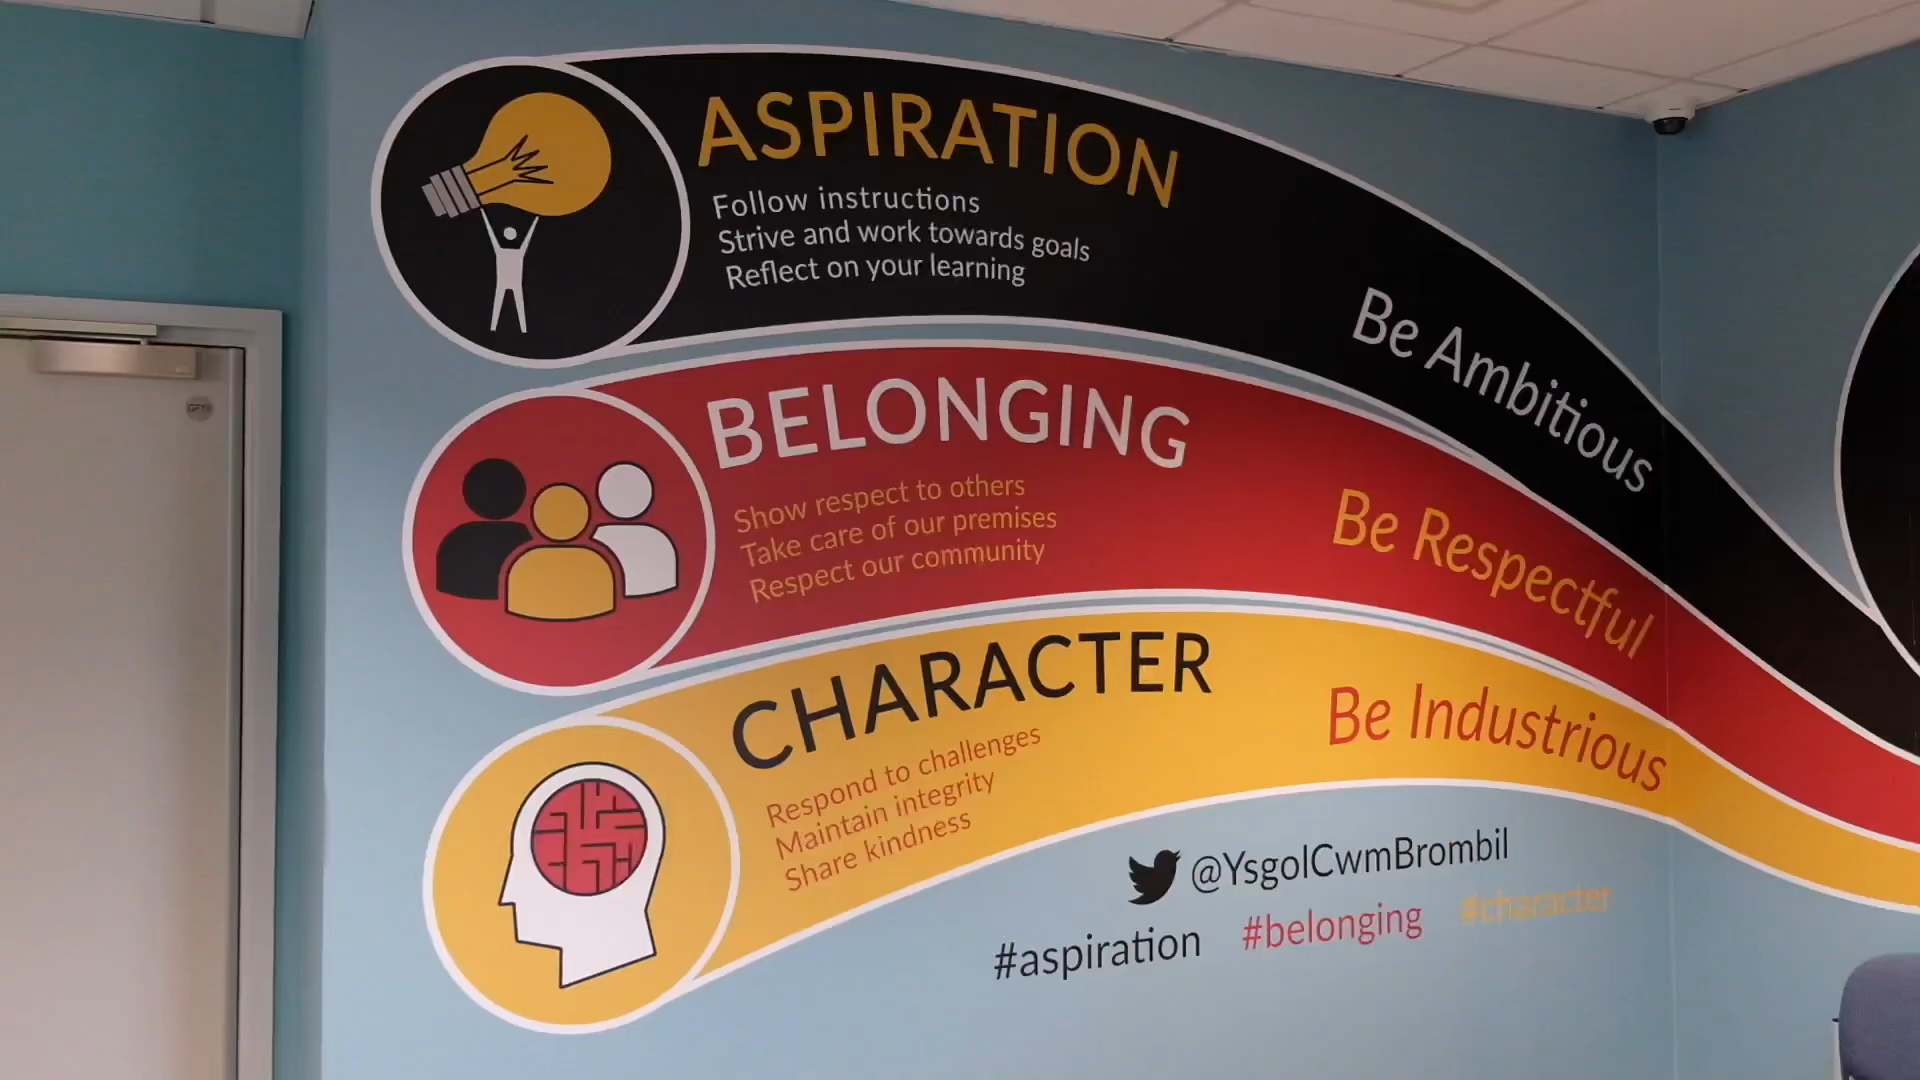 ASPIRATION
Follow instructions
Strive and work towards goals
Reflect on your learning
Be Ambitious
BELONGING
Show respect to others
Take care of our premises
Respect our community
Be Respectful
CHARACTER
Respond to challenges
Maintain integrity
Share kindness
Be Industrious
@YsgolCwmBrombil
#aspiration #belonging #character